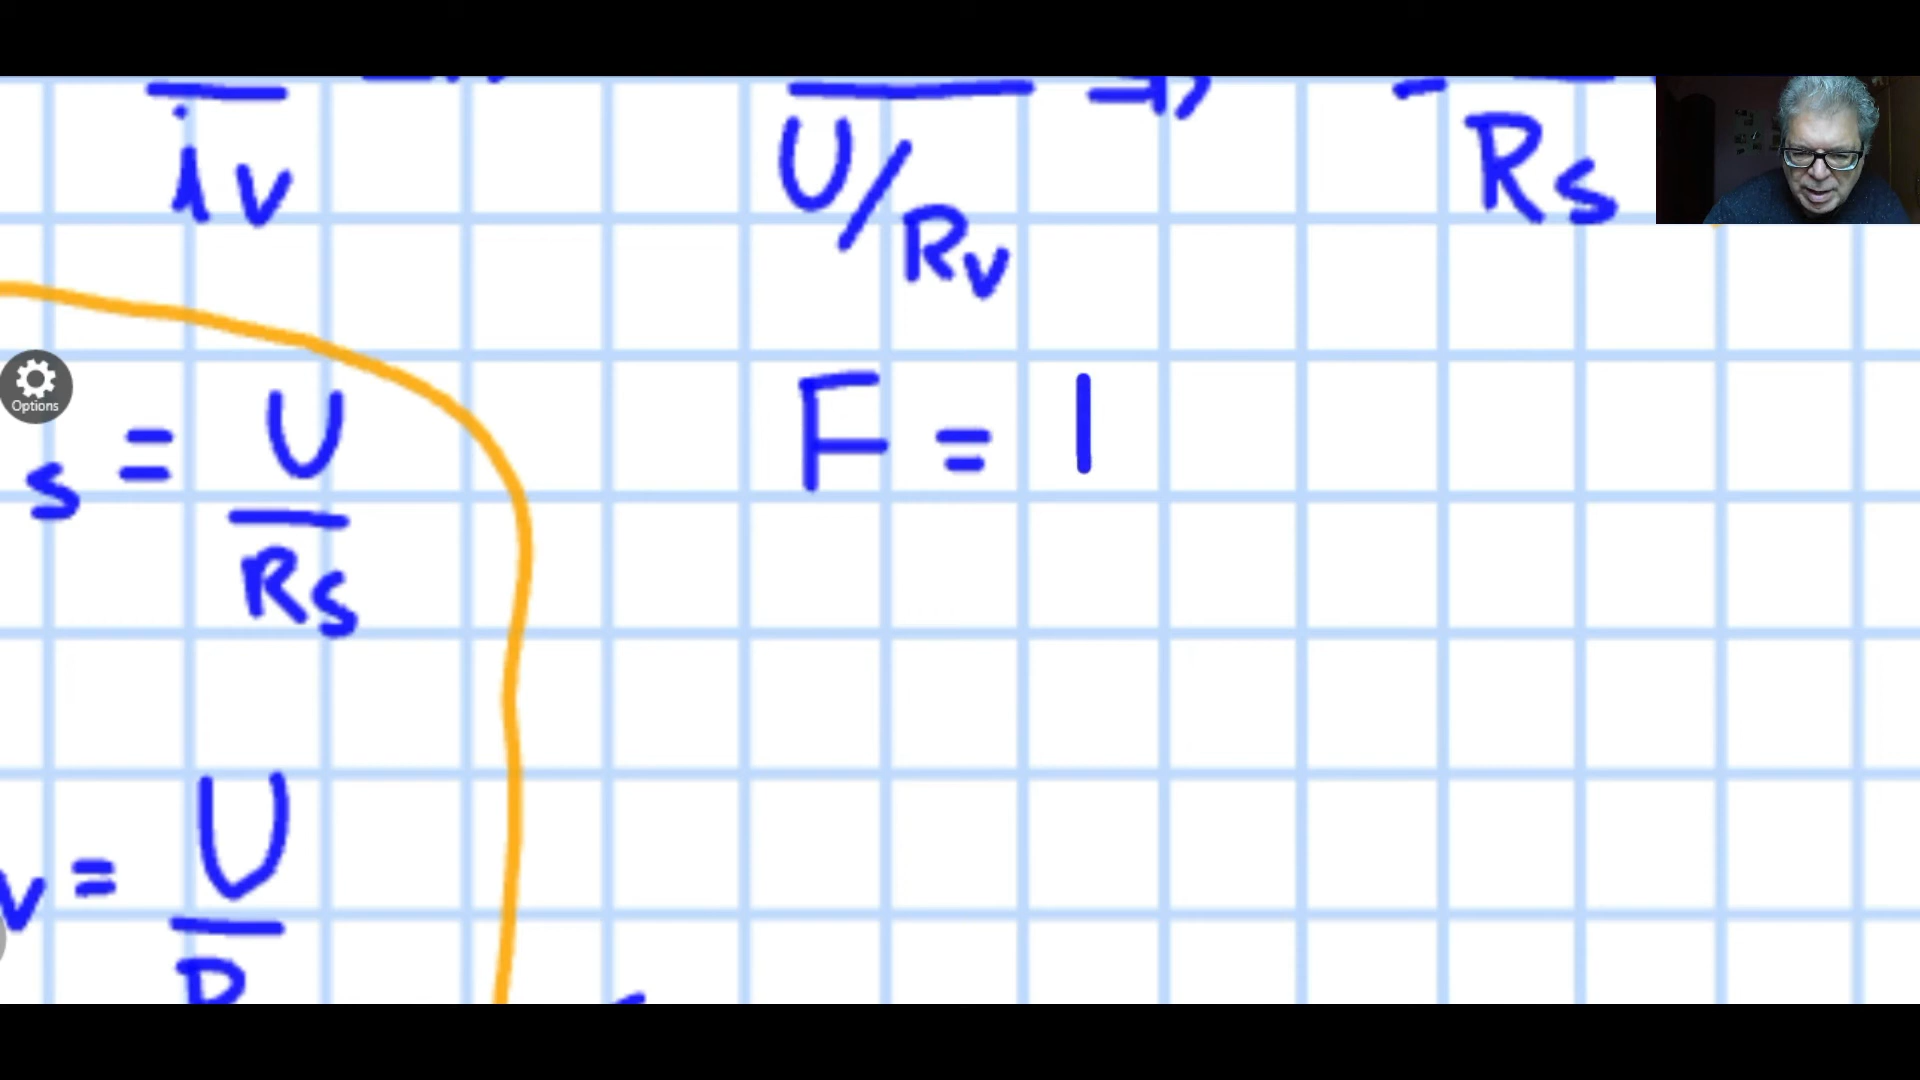 iv U/Rv Rs
F = 1
s = U/Rs
Options
v = U